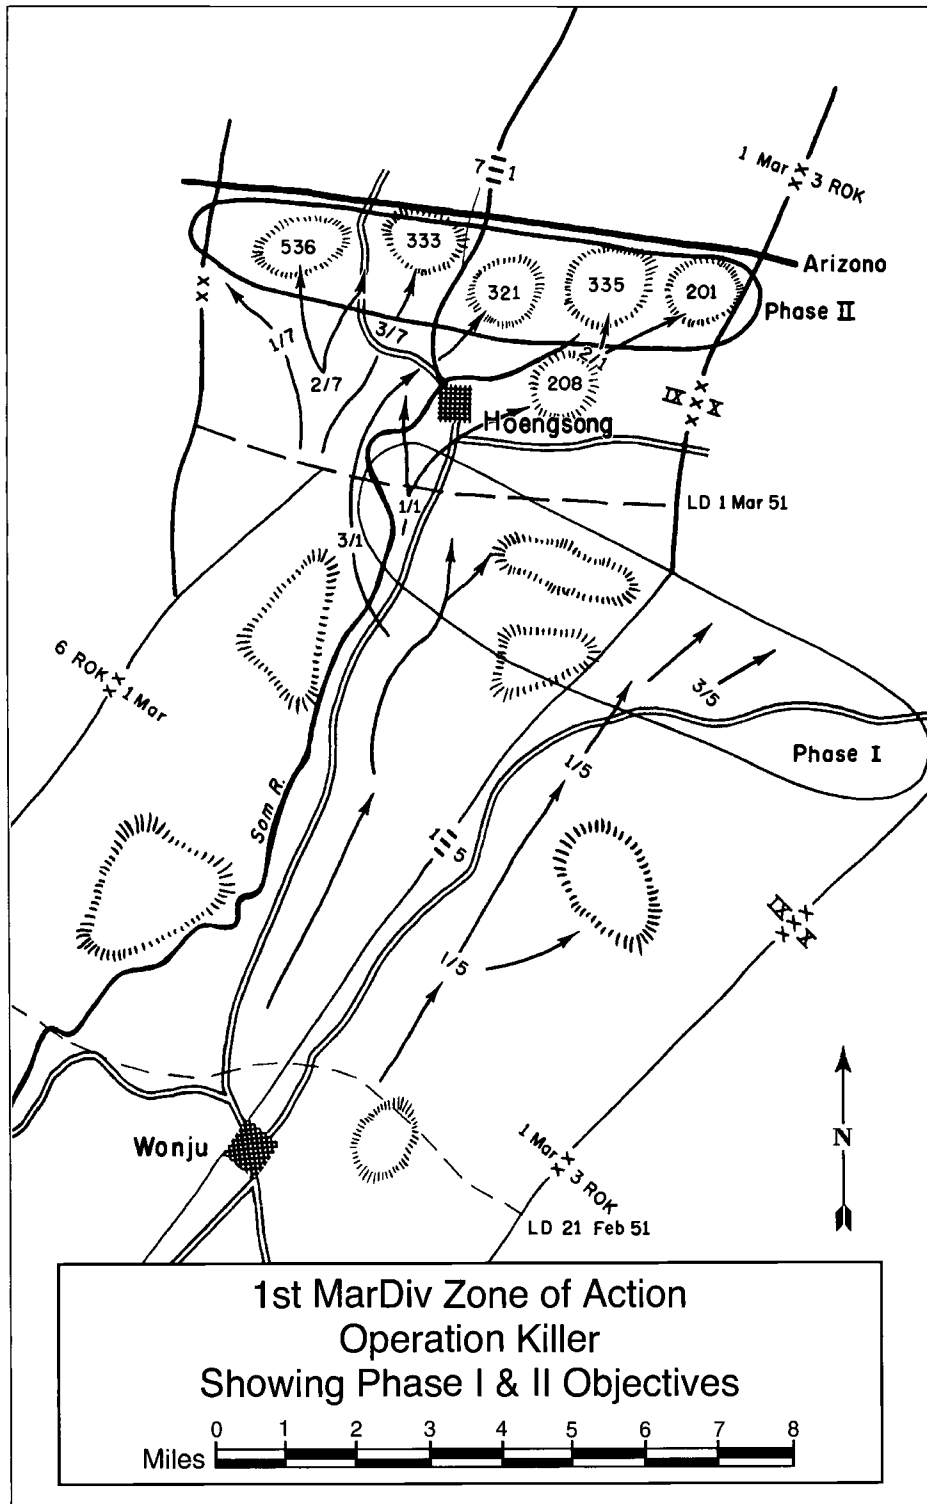 7 1
1 Mar 3 ROK
536
333
321
335
201
Arizona
Phase II
1/7
2/7
3/7
2/1
208
IX X
Hoengsong
LD 1 Mar 51
1/1
3/1
6 ROK 1 Mar
3/5
Phase I
1/5
Som R.
1 5
IX X
1/5
Wonju
1 Mar 3 ROK
N
LD 21 Feb 51
1st MarDiv Zone of Action
Operation Killer
Showing Phase I & II Objectives
0 1 2 3 4 5 6 7 8
Miles